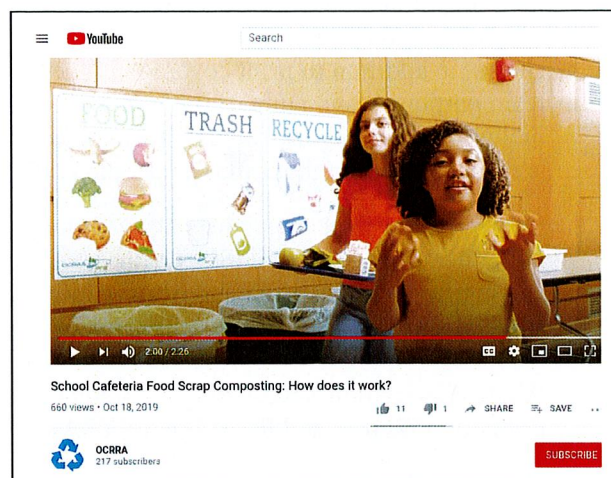 YouTube
Search
FOOD
TRASH
RECYCLE
2:00 / 2:26
CC
School Cafeteria Food Scrap Composting: How does it work?
660 views • Oct 18, 2019
11
1
SHARE
SAVE
OCRRA
217 subscribers
SUBSCRIBE